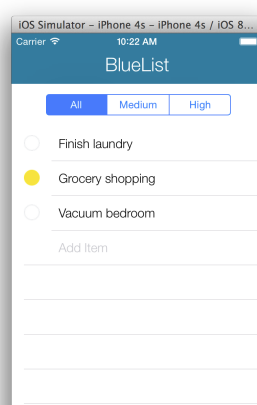 iOS Simulator – iPhone 4s – iPhone 4s / iOS 8...
Carrier 10:22 AM
BlueList
All Medium High
Finish laundry
Grocery shopping
Vacuum bedroom
Add Item